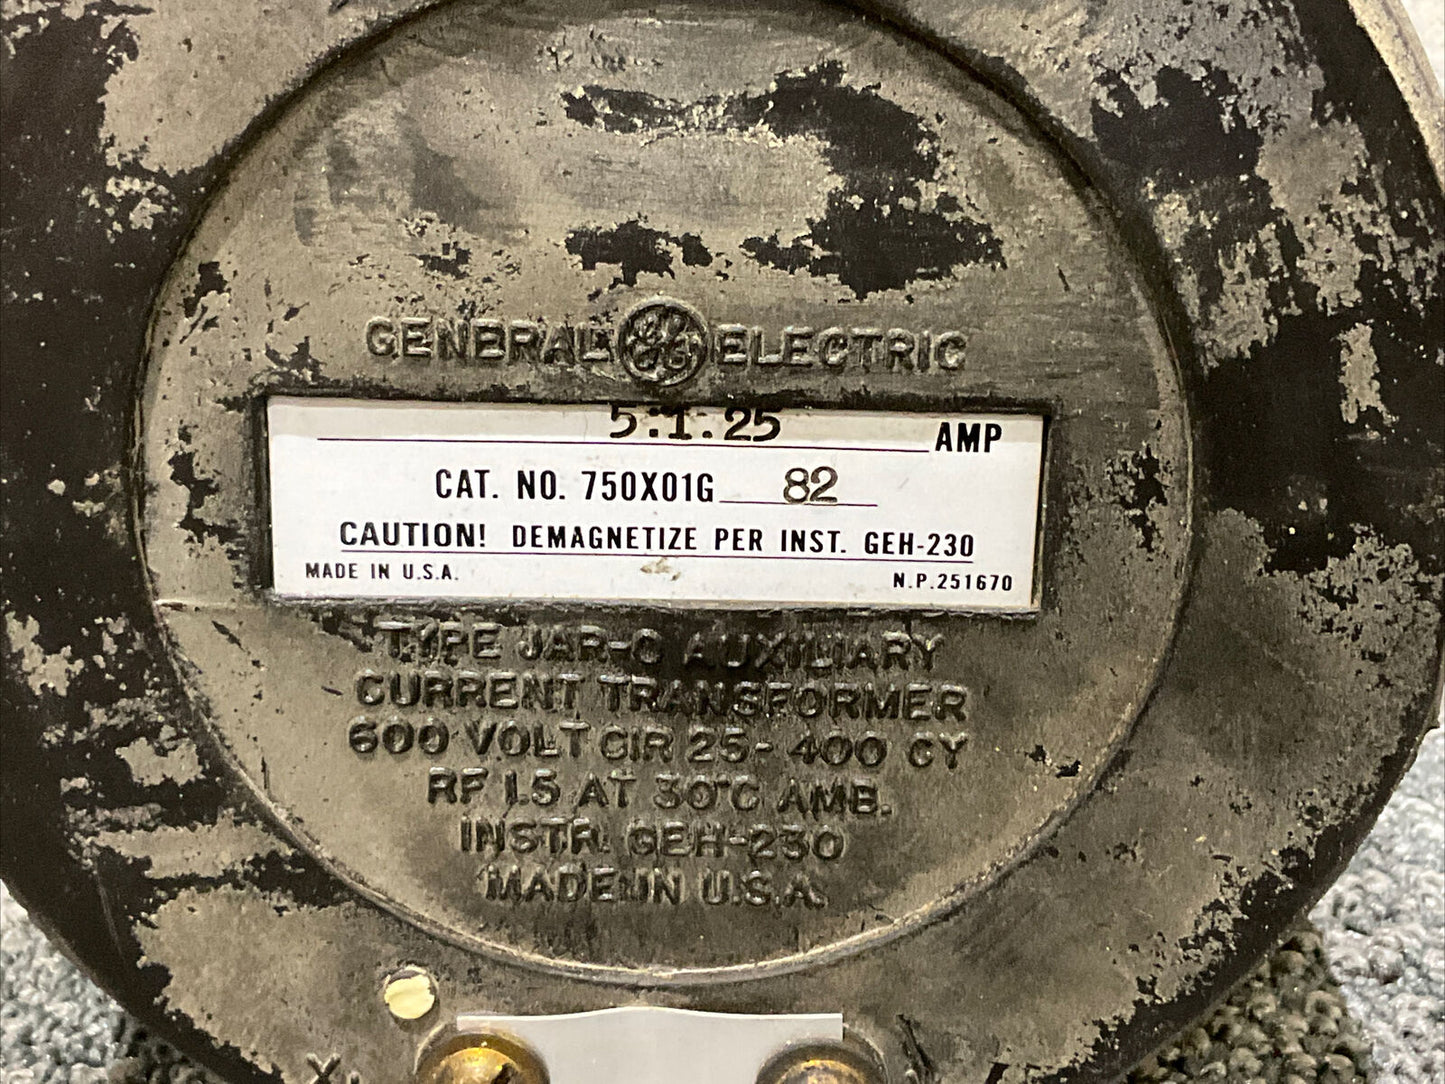 GENERAL GE ELECTRIC
5:1.25 AMP
CAT. NO. 750X01G 82
CAUTION! DEMAGNETIZE PER INST. GEH-230
MADE IN U.S.A. N.P.251670
TYPE JAR-C AUXILIARY
CURRENT TRANSFORMER
600 VOLT CIR 25-400 CY
RF 1.5 AT 30°C AMB.
INSTR. GEH-230
MADE IN U.S.A.